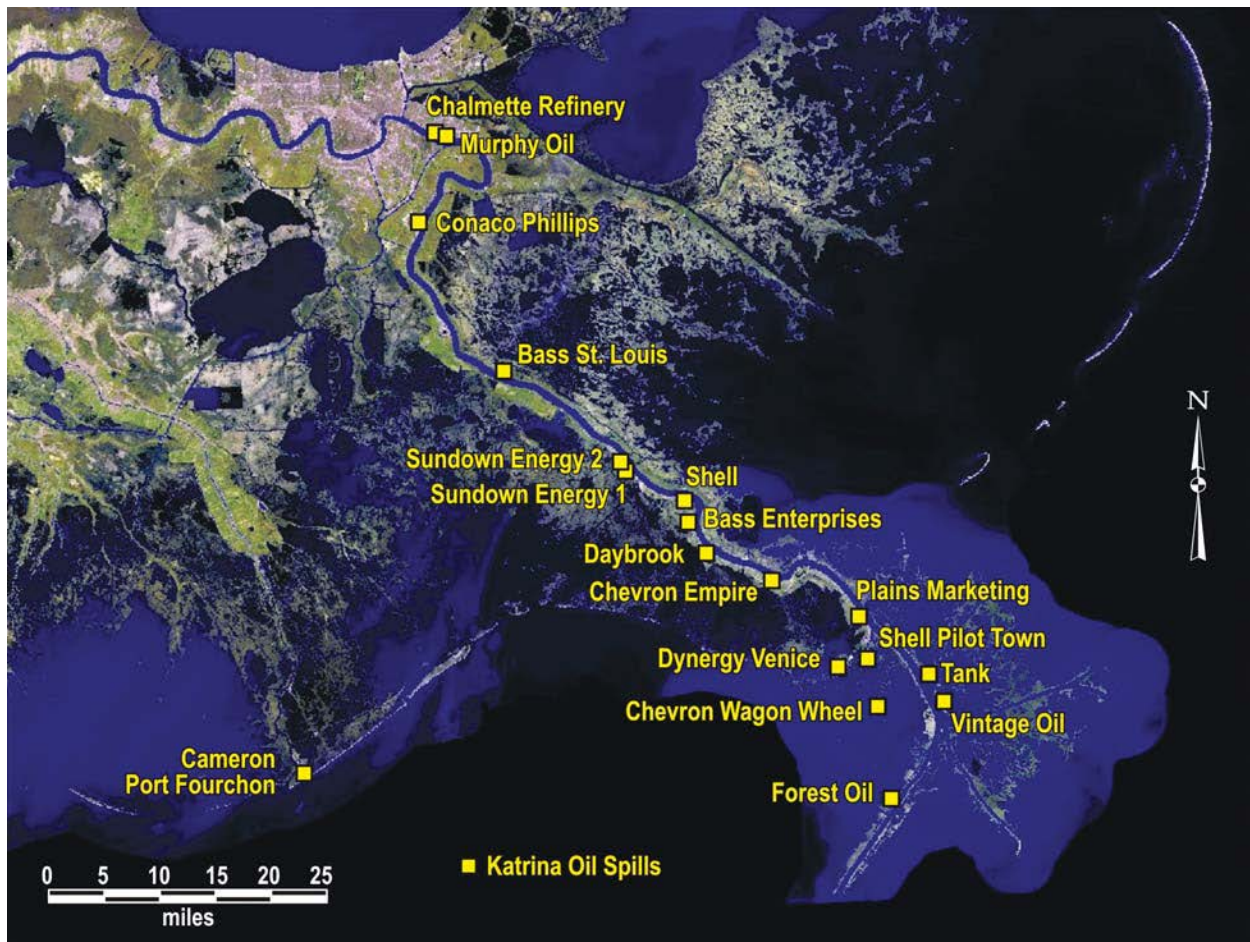 Chalmette Refinery
Murphy Oil
Conaco Phillips
Bass St. Louis
N
Sundown Energy 2
Sundown Energy 1
Shell
Bass Enterprises
Daybrook
Chevron Empire
Plains Marketing
Shell Pilot Town
Dynergy Venice
Tank
Chevron Wagon Wheel
Vintage Oil
Cameron
Port Fourchon
Forest Oil
Katrina Oil Spills
0 5 10 15 20 25
miles